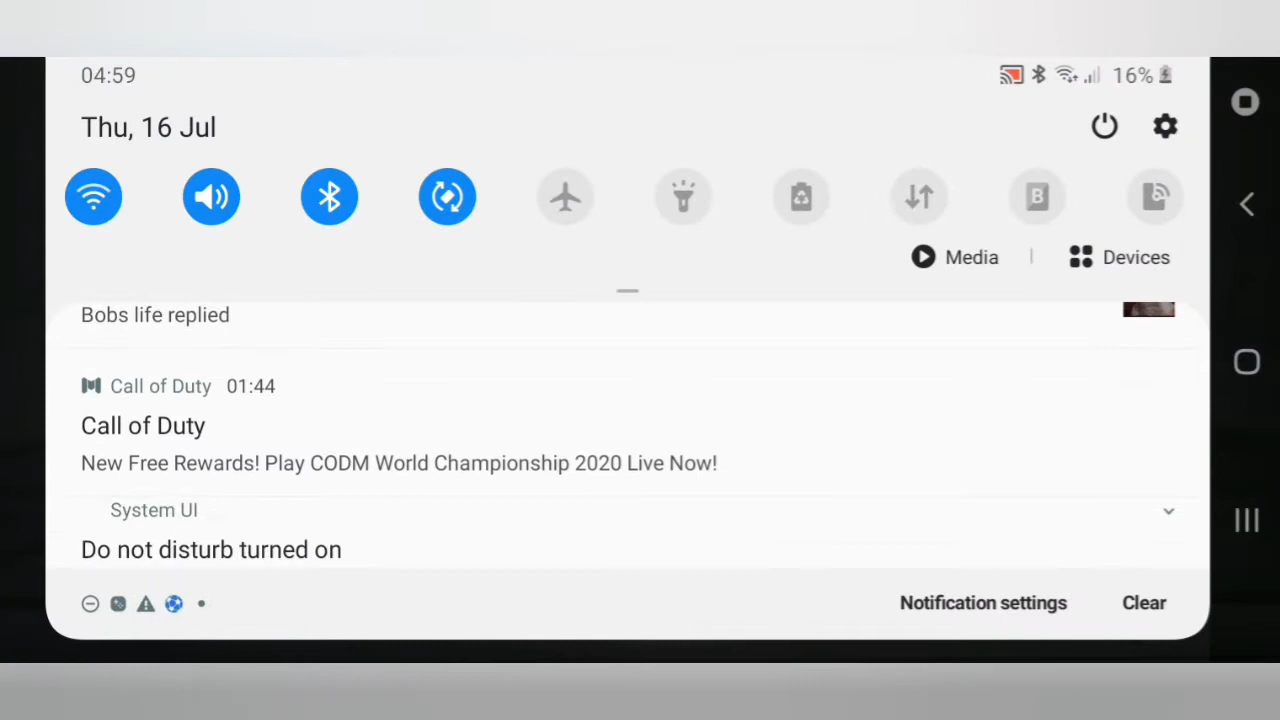 04:59
16%
Thu, 16 Jul
B
Media
Devices
Bobs life replied
Call of Duty 01:44
Call of Duty
New Free Rewards! Play CODM World Championship 2020 Live Now!
System UI
Do not disturb turned on
Notification settings
Clear